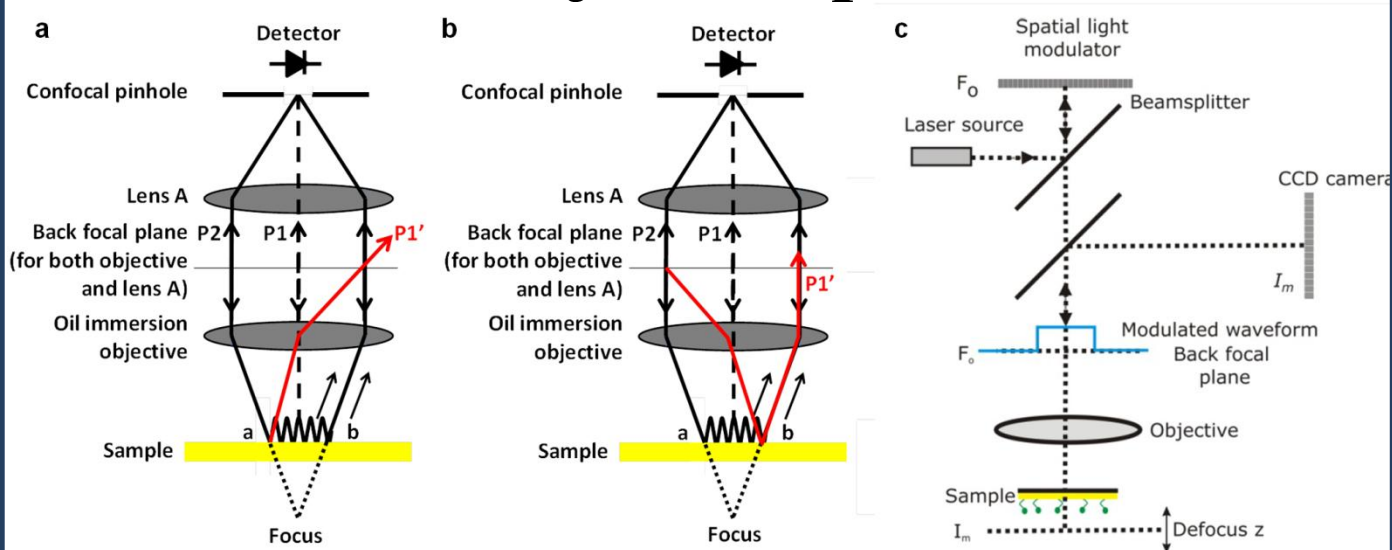 a
Detector
Confocal pinhole
Lens A
Back focal plane
(for both objective
and lens A)
P2
P1
P1'
Oil immersion
objective
a
b
Sample
Focus
b
Detector
Confocal pinhole
Lens A
Back focal plane
(for both objective
and lens A)
P2
P1
P1'
Oil immersion
objective
a
b
Sample
Focus
c
Spatial light
modulator
Fo
Beamsplitter
Laser source
CCD camera
Im
Modulated waveform
Back focal
plane
Fo
Objective
Sample
Im
Defocus z